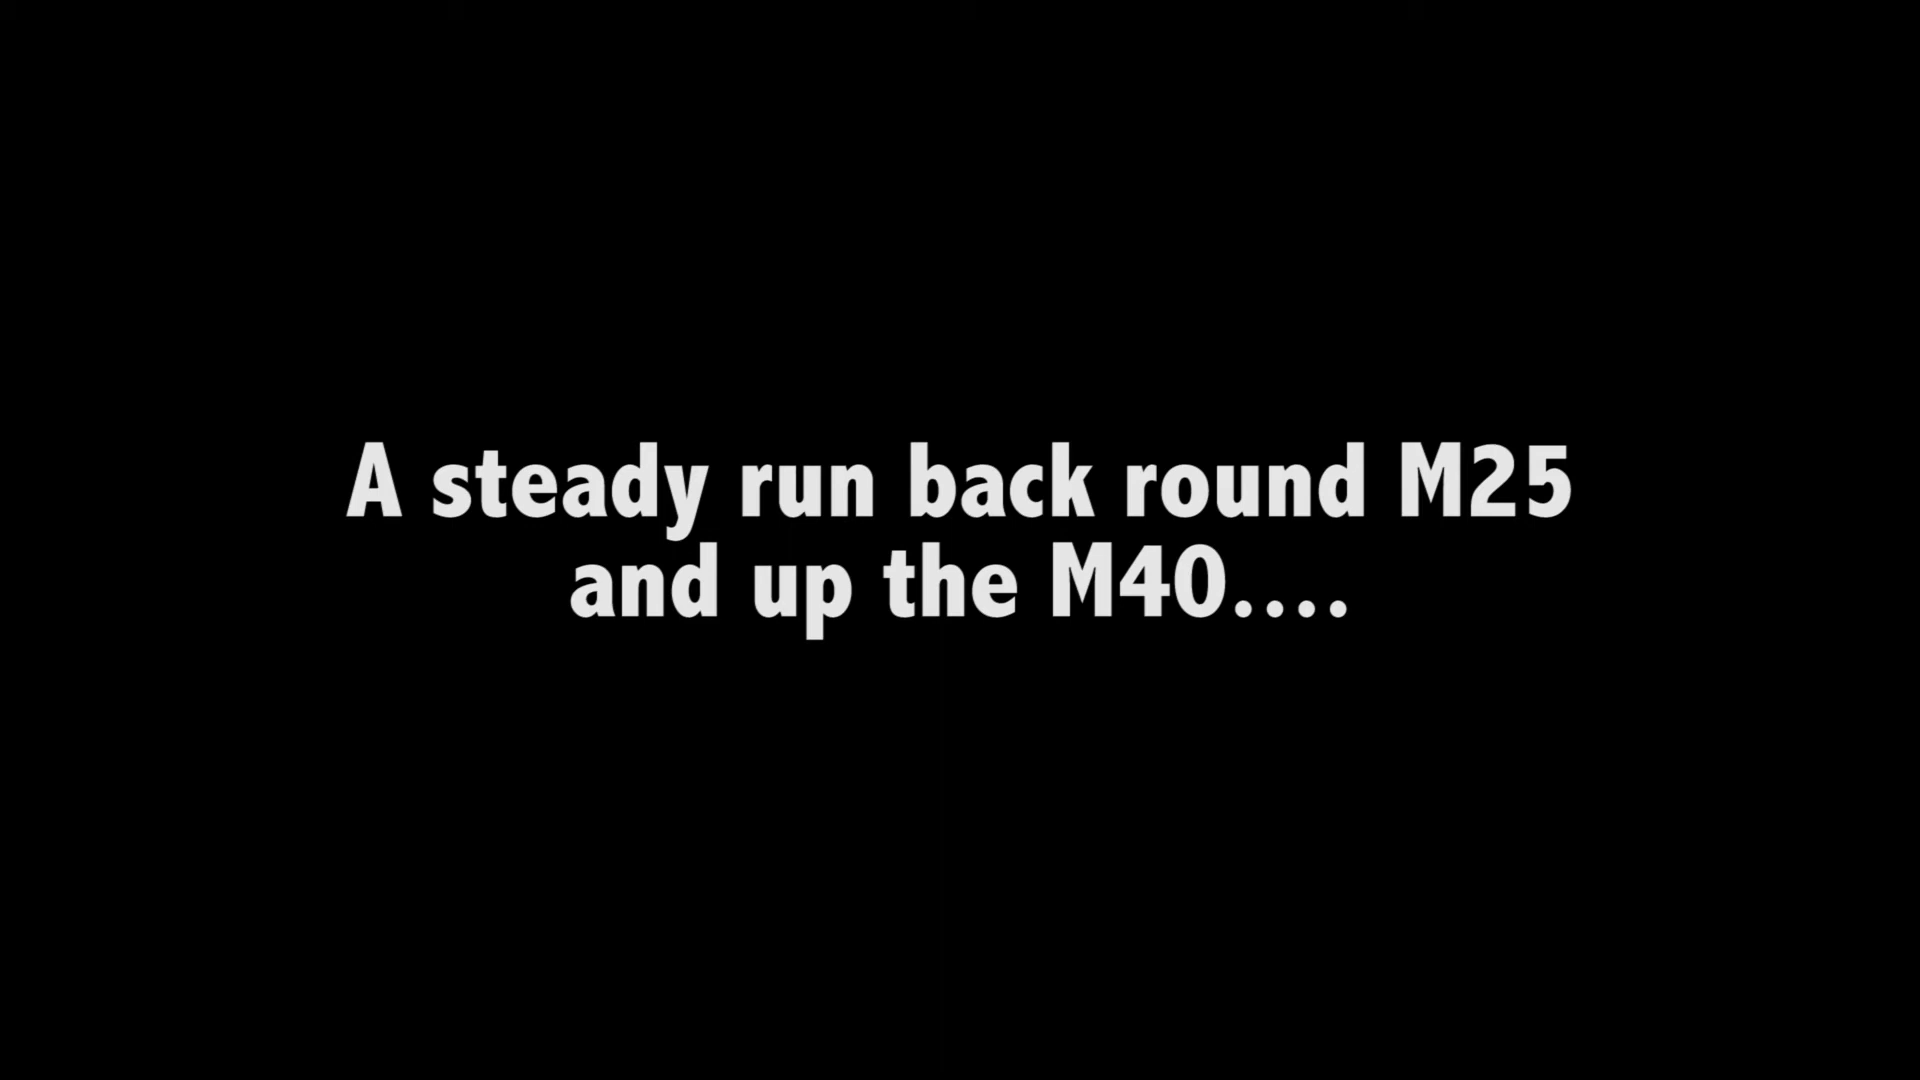 A steady run back round M25
and up the M40....